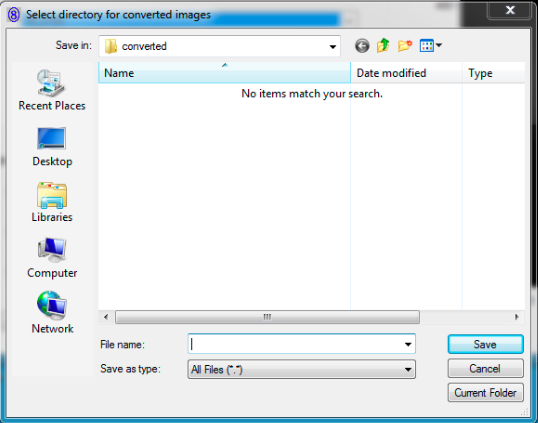 8 Select directory for converted images
Save in: converted
Name Date modified Type
No items match your search.
Recent Places
Desktop
Libraries
Computer
Network
File name: Save
Save as type: All Files (*.*) Cancel
Current Folder